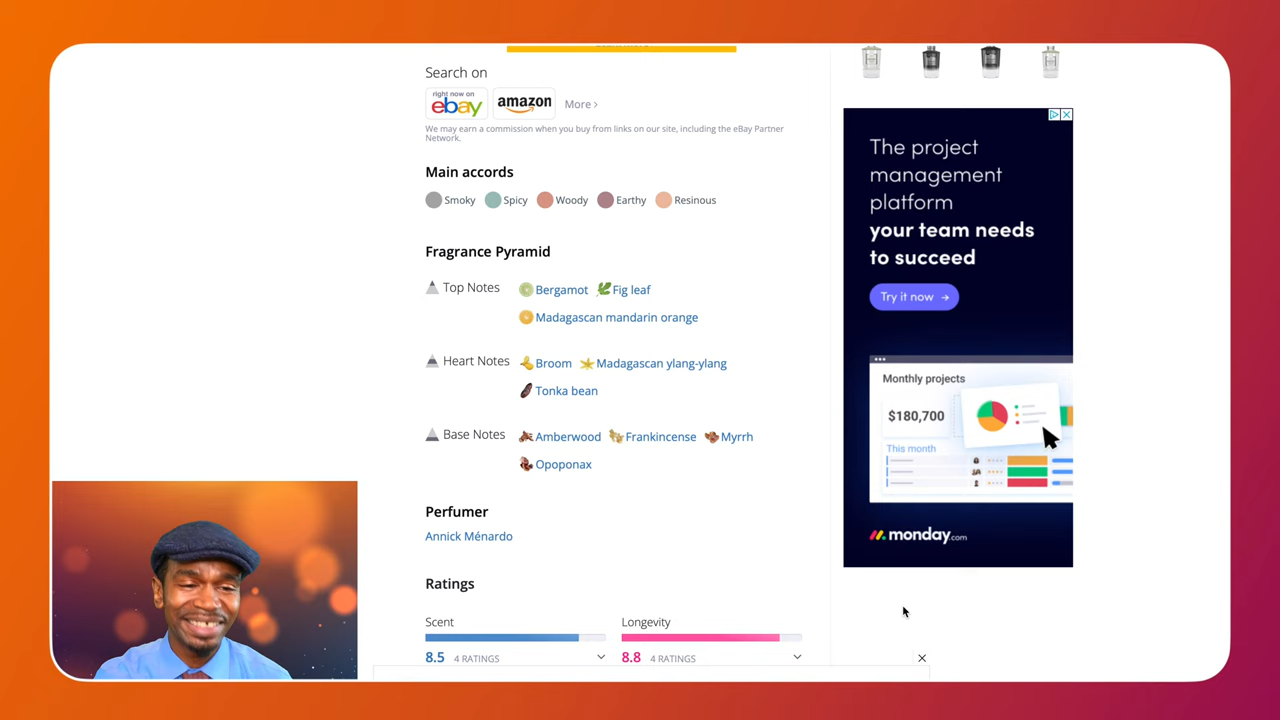 Search on
right now on
ebay
amazon
More ›
We may earn a commission when you buy from links on our site, including the eBay Partner
Network.
Main accords
Smoky Spicy Woody Earthy Resinous
Fragrance Pyramid
Top Notes Bergamot Fig leaf
Madagascan mandarin orange
Heart Notes Broom Madagascan ylang-ylang
Tonka bean
Base Notes Amberwood Frankincense Myrrh
Opoponax
Perfumer
Annick Ménardo
Ratings
Scent Longevity
8.5 4 RATINGS 8.8 4 RATINGS
The project
management
platform
your team needs
to succeed
Try it now →
Monthly projects
$180,700
This month
monday.com